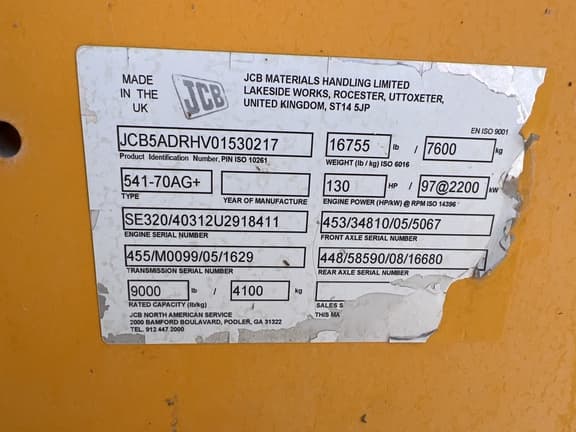 MADE IN THE UK
JCB
JCB MATERIALS HANDLING LIMITED
LAKESIDE WORKS, ROCESTER, UTTOXETER,
UNITED KINGDOM, ST14 5JP
EN ISO 9001
JCB5ADRHV01530217
Product Identification Number, PIN ISO 10261
16755 lb / 7600 kg
WEIGHT (lb / kg) ISO 6016
541-70AG+
TYPE
YEAR OF MANUFACTURE
130 HP / 97@2200 kW
ENGINE POWER (HP/kW) @ RPM ISO 14396
SE320/40312U2918411
ENGINE SERIAL NUMBER
453/34810/05/5067
FRONT AXLE SERIAL NUMBER
455/M0099/05/1629
TRANSMISSION SERIAL NUMBER
448/58590/08/16680
REAR AXLE SERIAL NUMBER
9000 lb / 4100 kg
RATED CAPACITY (lb/kg)
SALES S
THIS MA
JCB NORTH AMERICAN SERVICE
2000 BAMFORD BOULAVARD, PODLER, GA 31322
TEL. 912 447 2000